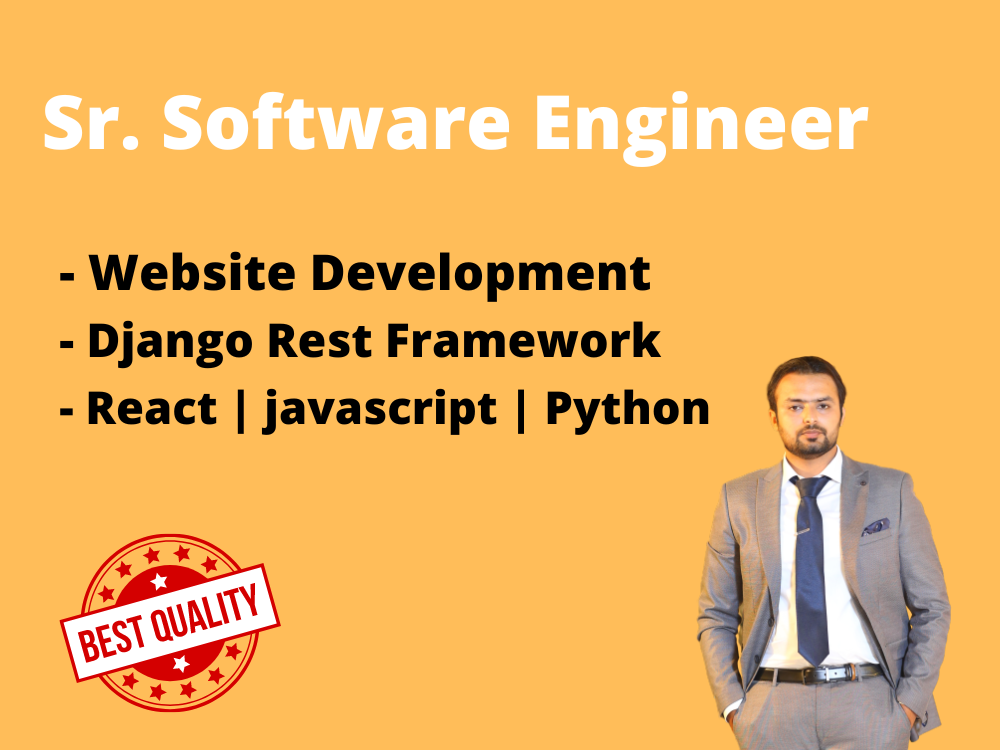 Sr. Software Engineer
- Website Development
- Django Rest Framework
- React | javascript | Python
BEST QUALITY